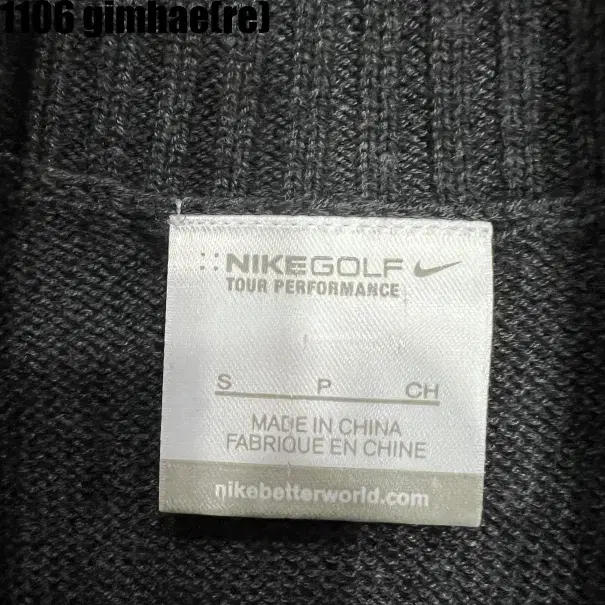 1106 gimhae(re)
NIKEGOLF
TOUR PERFORMANCE
S P CH
MADE IN CHINA
FABRIQUE EN CHINE
nikebetterworld.com